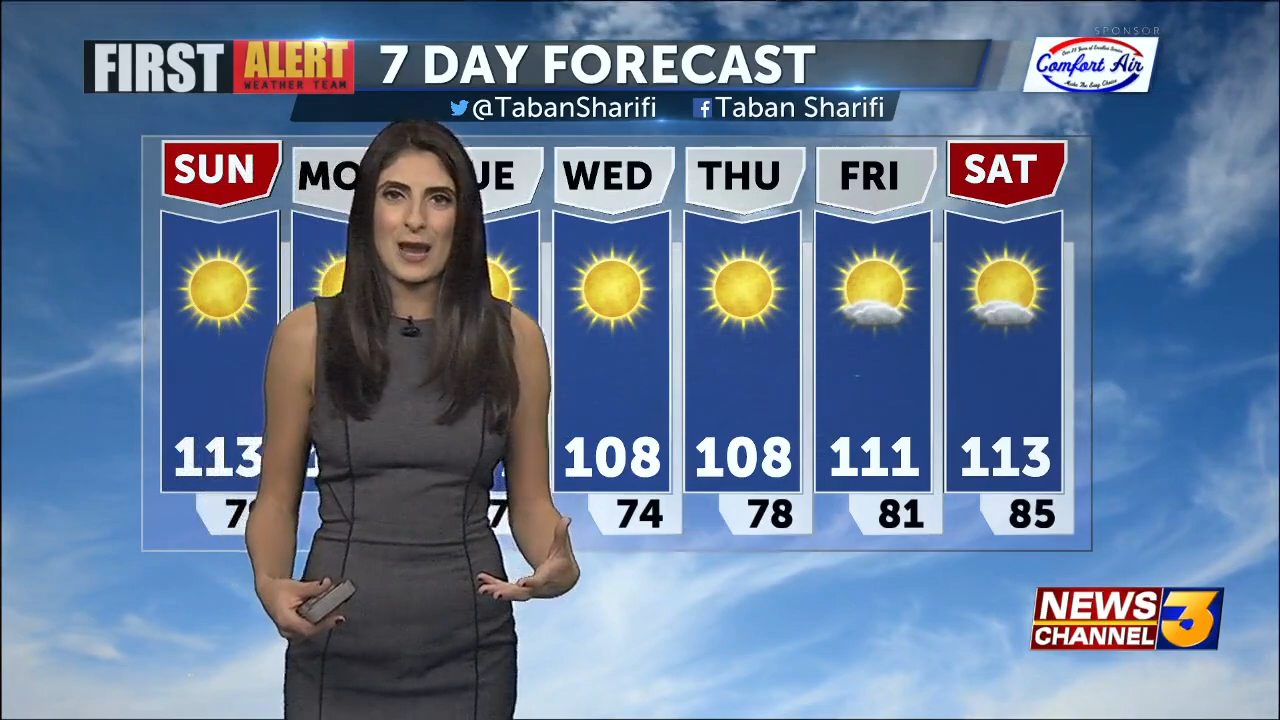 SPONSOR
FIRST ALERT 7 DAY FORECAST
WEATHER TEAM
Comfort Air
@TabanSharifi Taban Sharifi
SUN WED THU FRI SAT
113 108 108 111 113
74 78 81 85
NEWS
CHANNEL 3